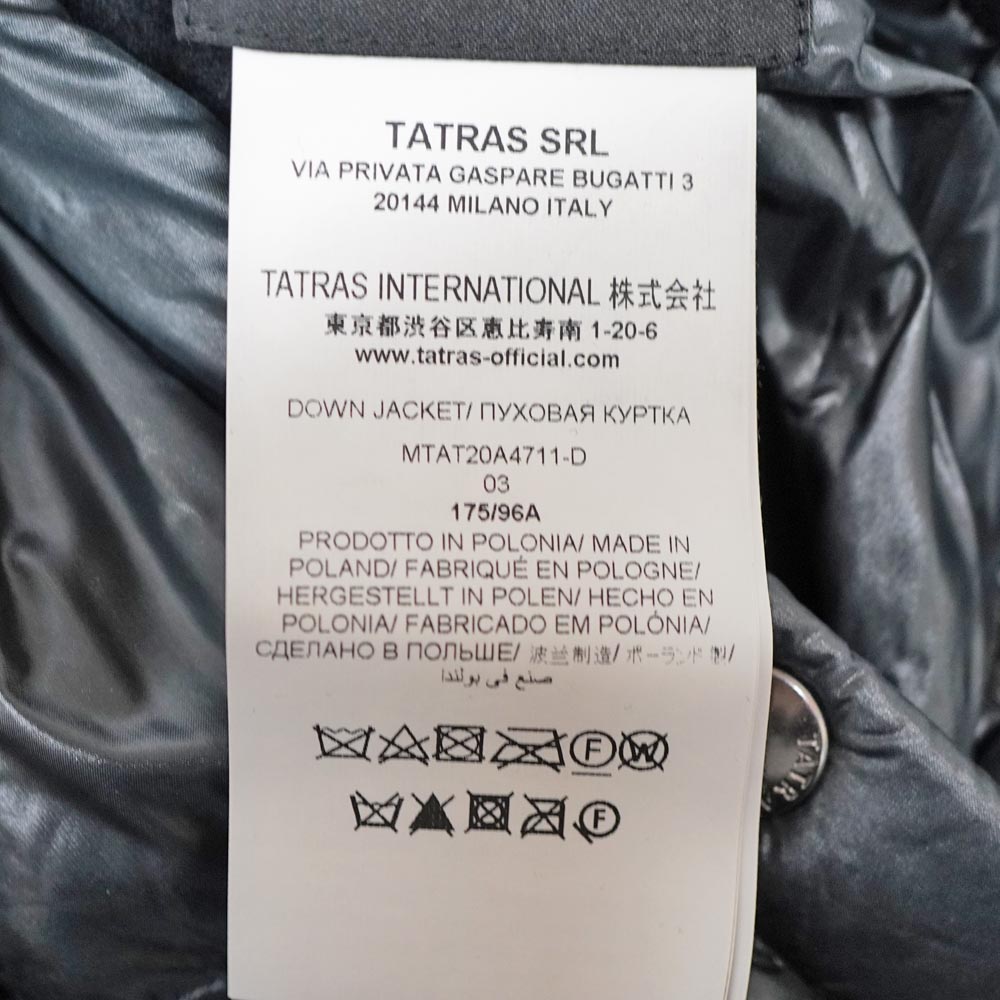 TATRAS SRL
VIA PRIVATA GASPARE BUGATTI 3
20144 MILANO ITALY
TATRAS INTERNATIONAL 株式会社
東京都渋谷区恵比寿南 1-20-6
www.tatras-official.com
DOWN JACKET/ ПУХОВАЯ КУРТКА
MTAT20A4711-D
03
175/96A
PRODOTTO IN POLONIA/ MADE IN
POLAND/ FABRIQUÉ EN POLOGNE/
HERGESTELLT IN POLEN/ HECHO EN
POLONIA/ FABRICADO EM POLÓNIA/
СДЕЛАНО В ПОЛЬШЕ/ 波兰制造/ ポーランド製/
صنع في بولندا
F W
F
TATRA